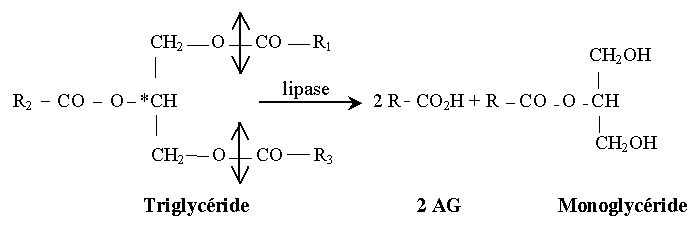 CH2 — O — CO — R1
CH2OH
R2 – CO – O – *CH
lipase
2 R - CO2H + R – CO - O - CH
CH2 — O — CO — R3
CH2OH
Triglycéride
2 AG
Monoglycéride